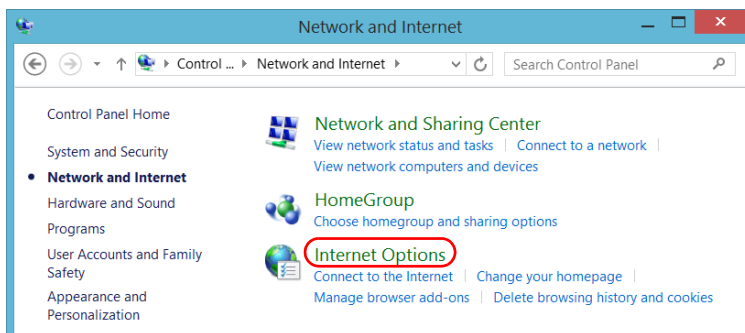 Network and Internet
Control ... Network and Internet
Search Control Panel
Control Panel Home
System and Security
Network and Internet
Hardware and Sound
Programs
User Accounts and Family
Safety
Appearance and
Personalization
Network and Sharing Center
View network status and tasks | Connect to a network |
View network computers and devices
HomeGroup
Choose homegroup and sharing options
Internet Options
Connect to the Internet | Change your homepage |
Manage browser add-ons | Delete browsing history and cookies